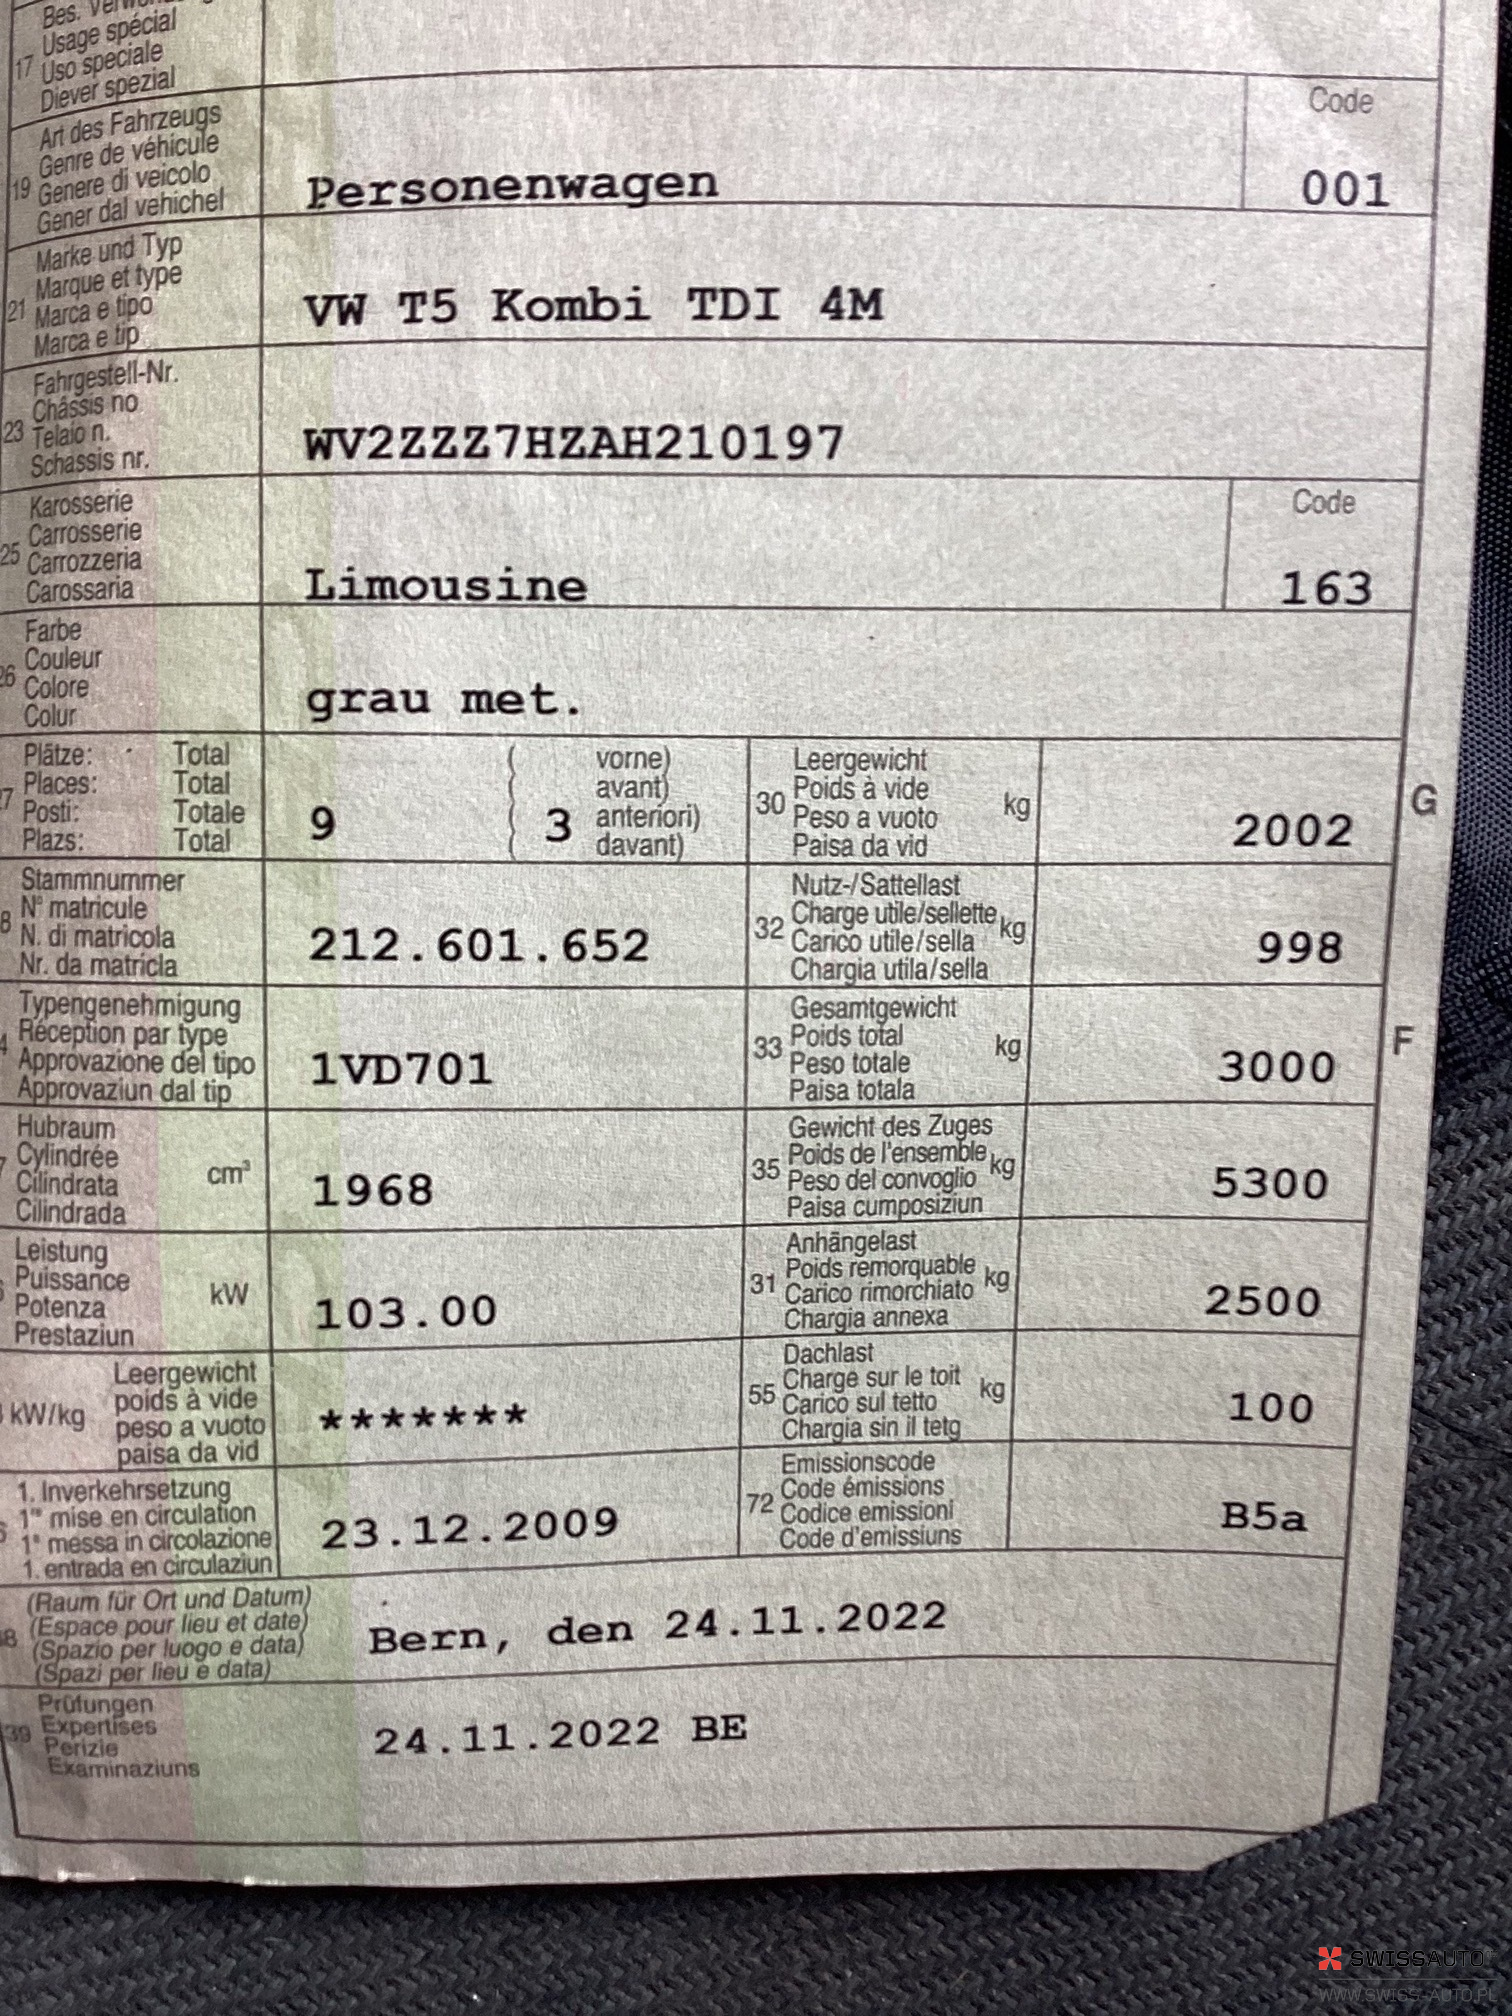 Bes.
17 Usage spécial
Uso speciale
Diever spezial
Art des Fahrzeugs
Genre de véhicule
19 Genere di veicolo
Gener dal vehichel
Personenwagen
Code
001
Marke und Typ
Marque et type
21 Marca e tipo
Marca e tip
VW T5 Kombi TDI 4M
Fahrgestell-Nr.
Châssis no
23 Telaio n.
Schassis nr.
WV2ZZZ7HZAH210197
Karosserie
Carrosserie
25 Carrozzeria
Carossaria
Limousine
Code
163
Farbe
Couleur
26 Colore
Colur
grau met.
Plätze: Total
Places: Total
Posti: Totale
Plazs: Total
9
3
vorne)
avant)
anteriori)
davant)
Leergewicht
Poids à vide
30 Peso a vuoto kg
Paisa da vid
2002
G
Stammnummer
N° matricule
N. di matricola
Nr. da matricla
212.601.652
Nutz-/Sattellast
32 Charge utile/sellette kg
Carico utile/sella
Chargia utila/sella
998
Typengenehmigung
Réception par type
Approvazione del tipo
Approvaziun dal tip
1VD701
Gesamtgewicht
33 Poids total kg
Peso totale
Paisa totala
3000
F
Hubraum
Cylindrée cm³
Cilindrata
Cilindrada
1968
Gewicht des Zuges
35 Poids de l'ensemble kg
Peso del convoglio
Paisa cumposiziun
5300
Leistung
Puissance kW
Potenza
Prestaziun
103.00
Anhängelast
31 Poids remorquable kg
Carico rimorchiato
Chargia annexa
2500
Leergewicht
kW/kg poids à vide
peso a vuoto
paisa da vid
*******
Dachlast
55 Charge sur le toit kg
Carico sul tetto
Chargia sin il tetg
100
1. Inverkehrsetzung
1re mise en circulation
1a messa in circolazione
1. entrada en circulaziun
23.12.2009
Emissionscode
72 Code émissions
Codice emissioni
Code d'emissiuns
B5a
(Raum für Ort und Datum)
(Espace pour lieu et date)
(Spazio per luogo e data)
(Spazi per lieu e data)
Bern, den 24.11.2022
Prüfungen
39 Expertises
Perizie
Examinaziuns
24.11.2022 BE
SWISSAUTO
WWW.SWISS-AUTO.PL